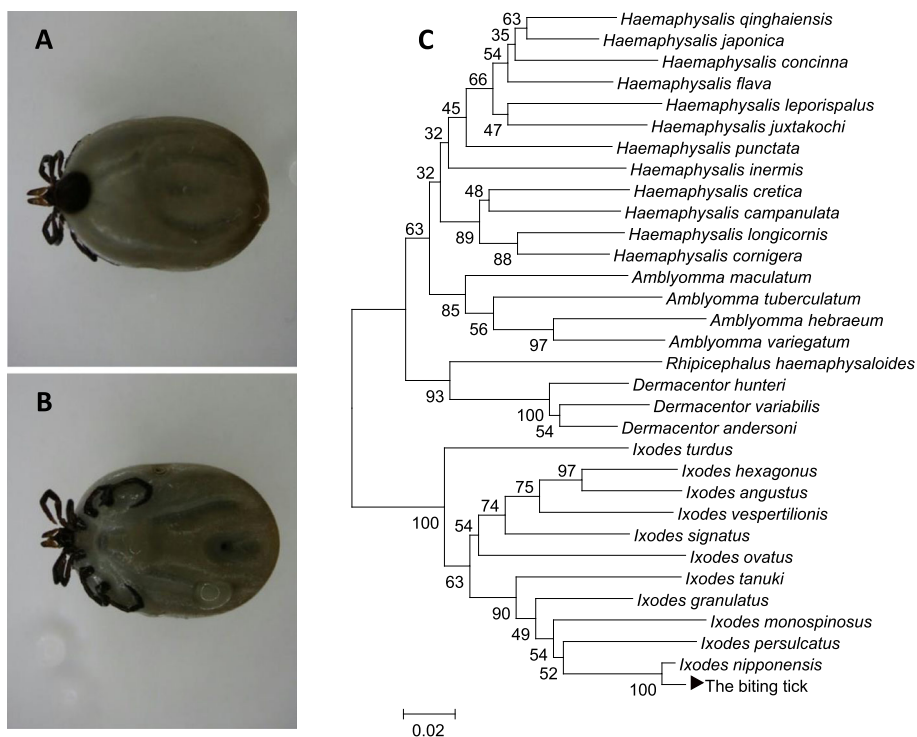 A
B
C
Haemaphysalis qinghaiensis
Haemaphysalis japonica
Haemaphysalis concinna
Haemaphysalis flava
Haemaphysalis leporispalus
Haemaphysalis juxtakochi
Haemaphysalis punctata
Haemaphysalis inermis
Haemaphysalis cretica
Haemaphysalis campanulata
Haemaphysalis longicornis
Haemaphysalis cornigera
Amblyomma maculatum
Amblyomma tuberculatum
Amblyomma hebraeum
Amblyomma variegatum
Rhipicephalus haemaphysaloides
Dermacentor hunteri
Dermacentor variabilis
Dermacentor andersoni
Ixodes turdus
Ixodes hexagonus
Ixodes angustus
Ixodes vespertilionis
Ixodes signatus
Ixodes ovatus
Ixodes tanuki
Ixodes granulatus
Ixodes monospinosus
Ixodes persulcatus
Ixodes nipponensis
The biting tick
63
35
54
66
47
45
32
32
48
89
88
63
85
56
97
93
100
54
97
75
74
54
100
63
90
49
54
52
100
0.02